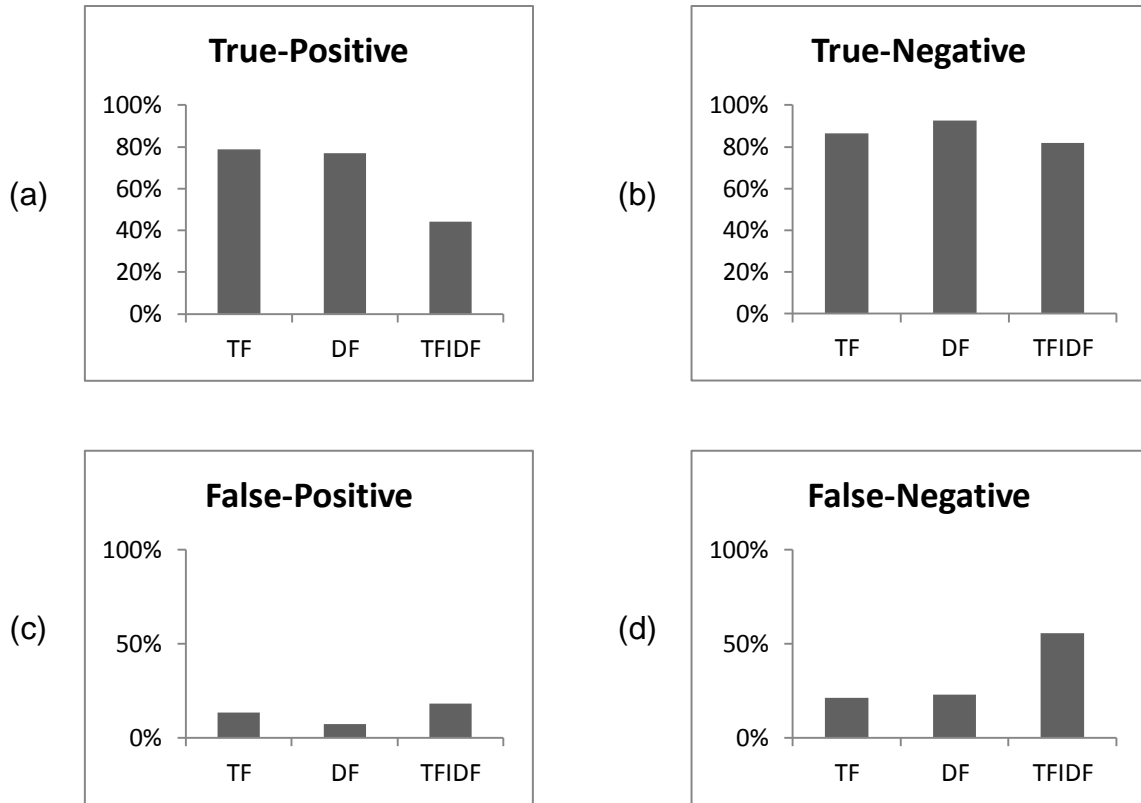 (a)
True-Positive
100%
80%
60%
40%
20%
0%
TF DF TFIDF
(b)
True-Negative
100%
80%
60%
40%
20%
0%
TF DF TFIDF
(c)
False-Positive
100%
50%
0%
TF DF TFIDF
(d)
False-Negative
100%
50%
0%
TF DF TFIDF